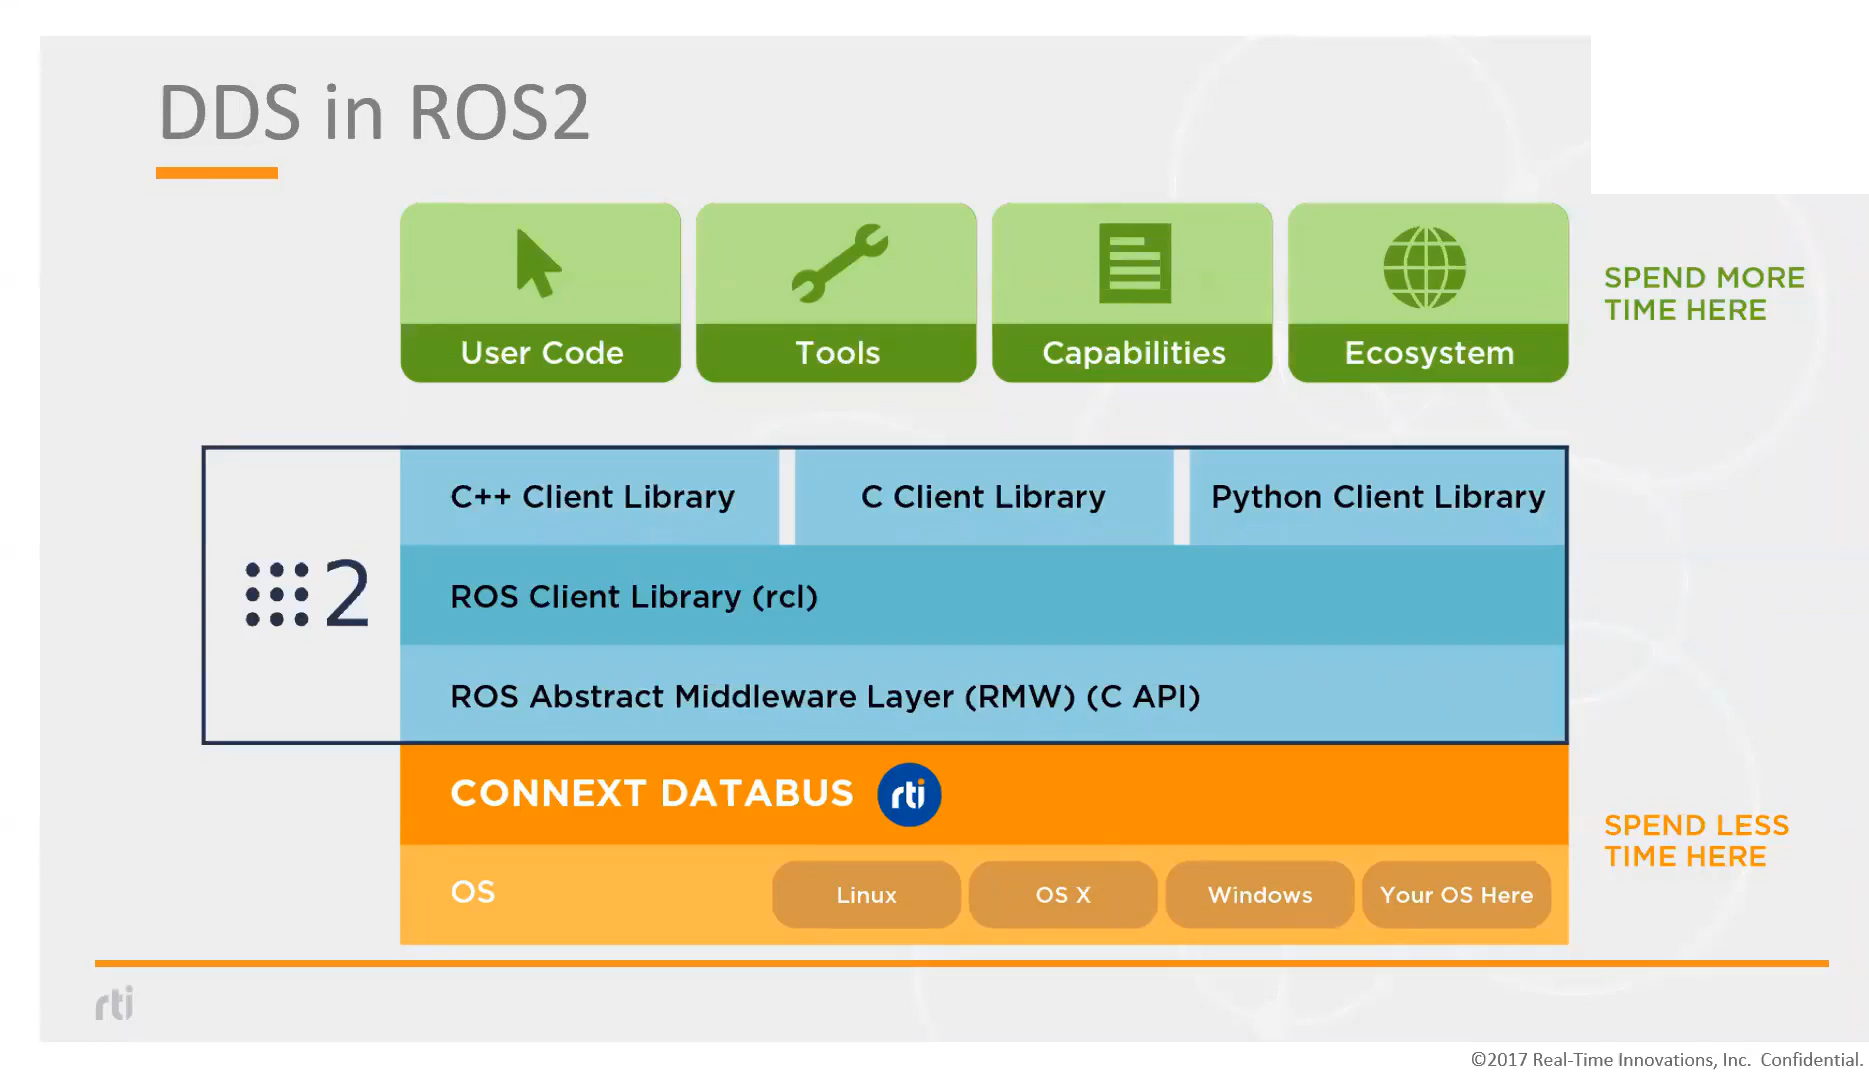 DDS in ROS2
User Code
Tools
Capabilities
Ecosystem
SPEND MORE
TIME HERE
C++ Client Library
C Client Library
Python Client Library
2
ROS Client Library (rcl)
ROS Abstract Middleware Layer (RMW) (C API)
CONNEXT DATABUS
rti
SPEND LESS
TIME HERE
OS
Linux
OS X
Windows
Your OS Here
rti
©2017 Real-Time Innovations, Inc. Confidential.